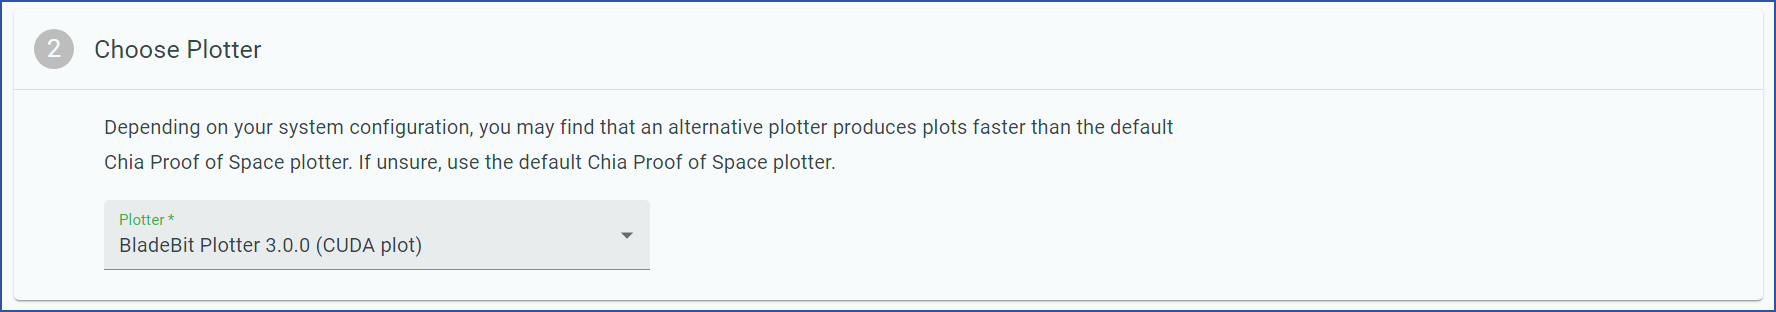 2 Choose Plotter
Depending on your system configuration, you may find that an alternative plotter produces plots faster than the default
Chia Proof of Space plotter. If unsure, use the default Chia Proof of Space plotter.
Plotter *
BladeBit Plotter 3.0.0 (CUDA plot)